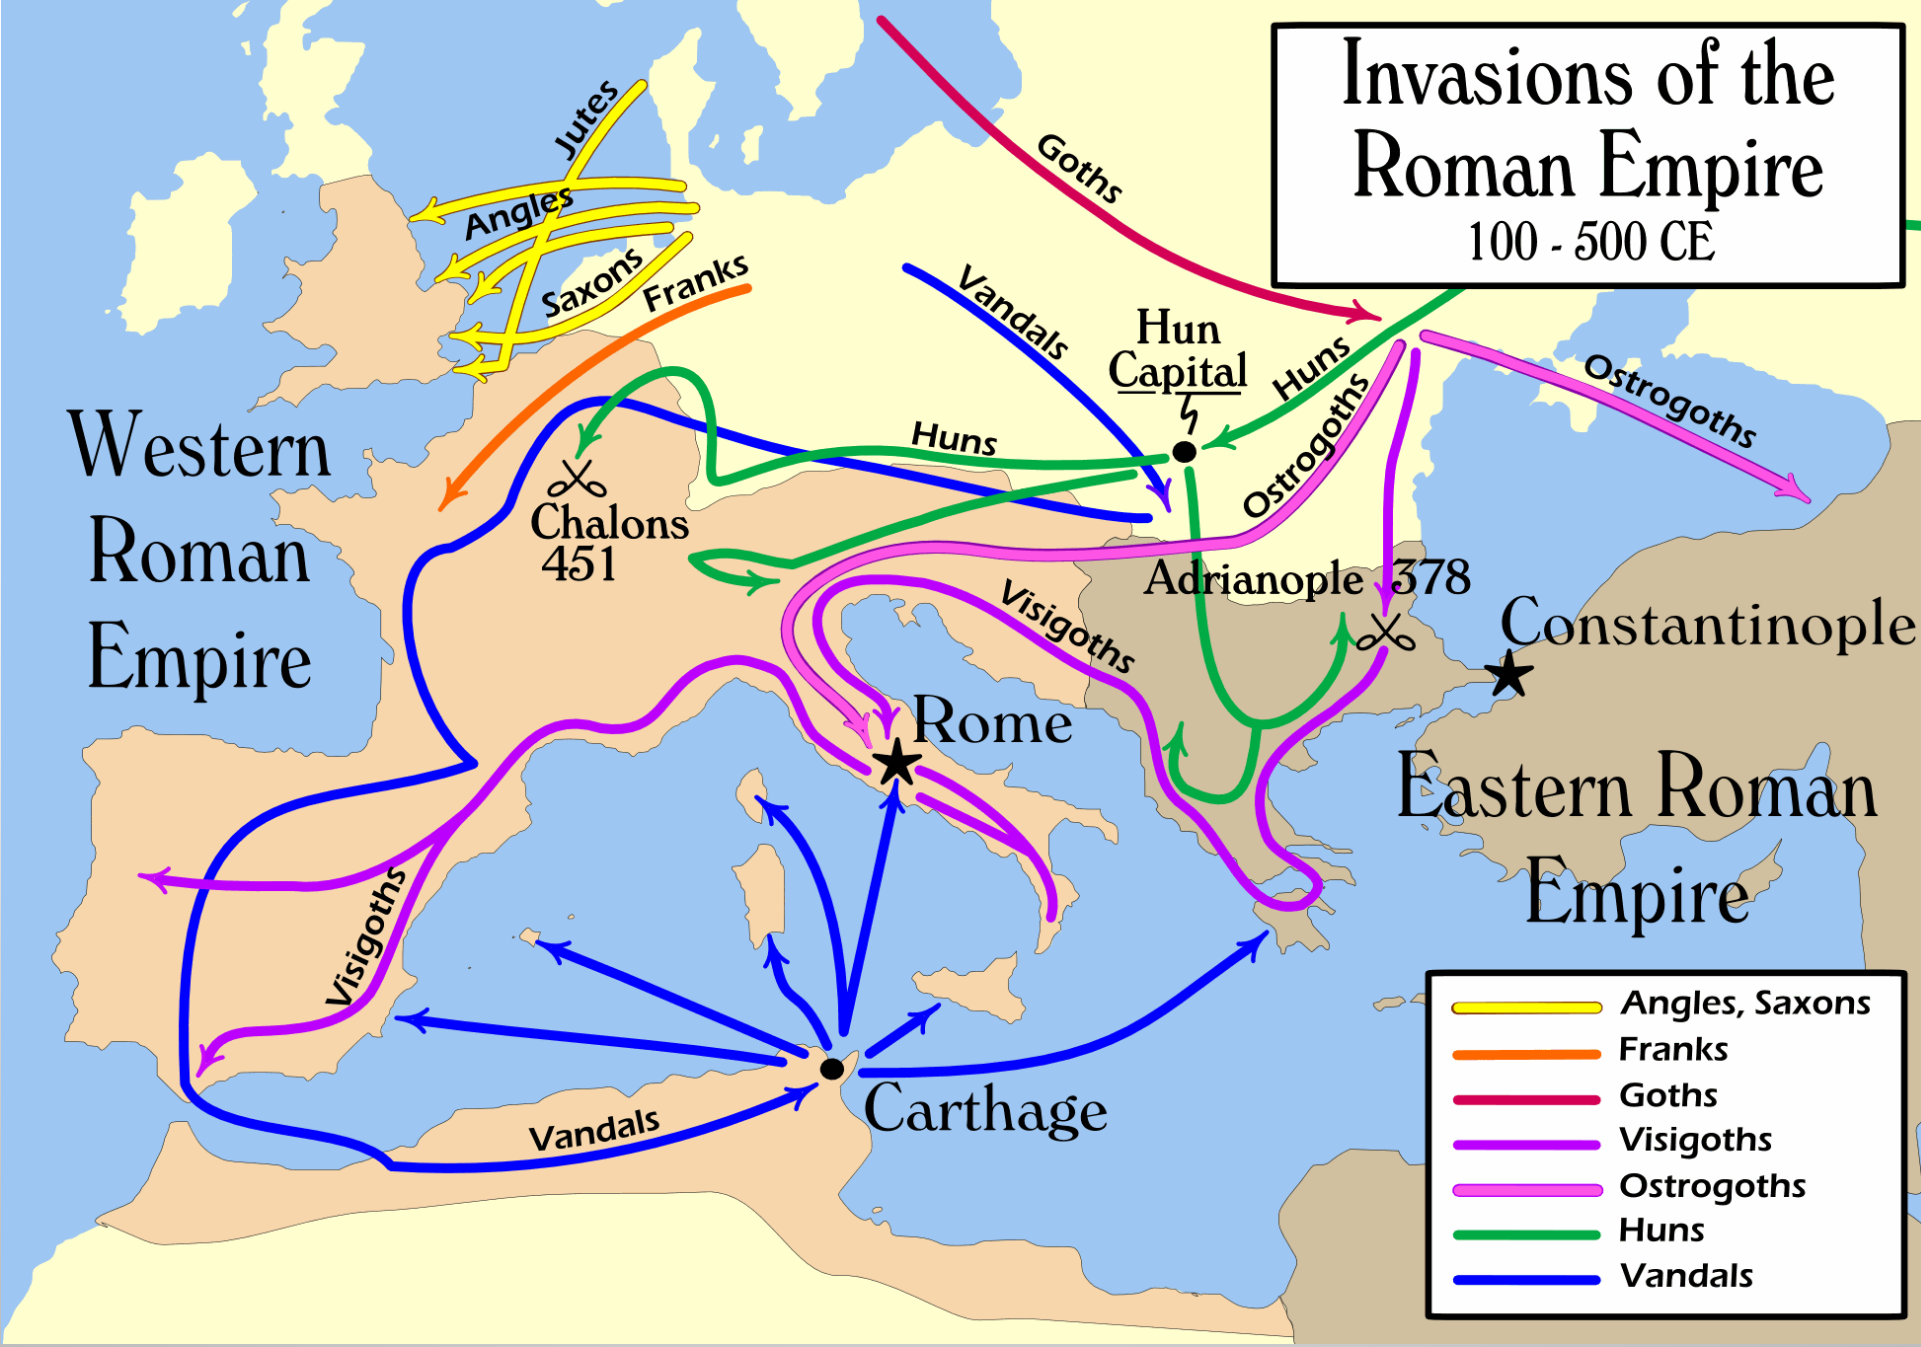 Invasions of the
Roman Empire
100 - 500 CE
Jutes
Angles
Saxons
Franks
Goths
Vandals
Hun
Capital
Huns
Ostrogoths
Ostrogoths
Huns
Western
Roman
Empire
Chalons
451
Adrianople 378
Constantinople
Visigoths
Rome
Eastern Roman
Empire
Visigoths
Carthage
Vandals
Angles, Saxons
Franks
Goths
Visigoths
Ostrogoths
Huns
Vandals